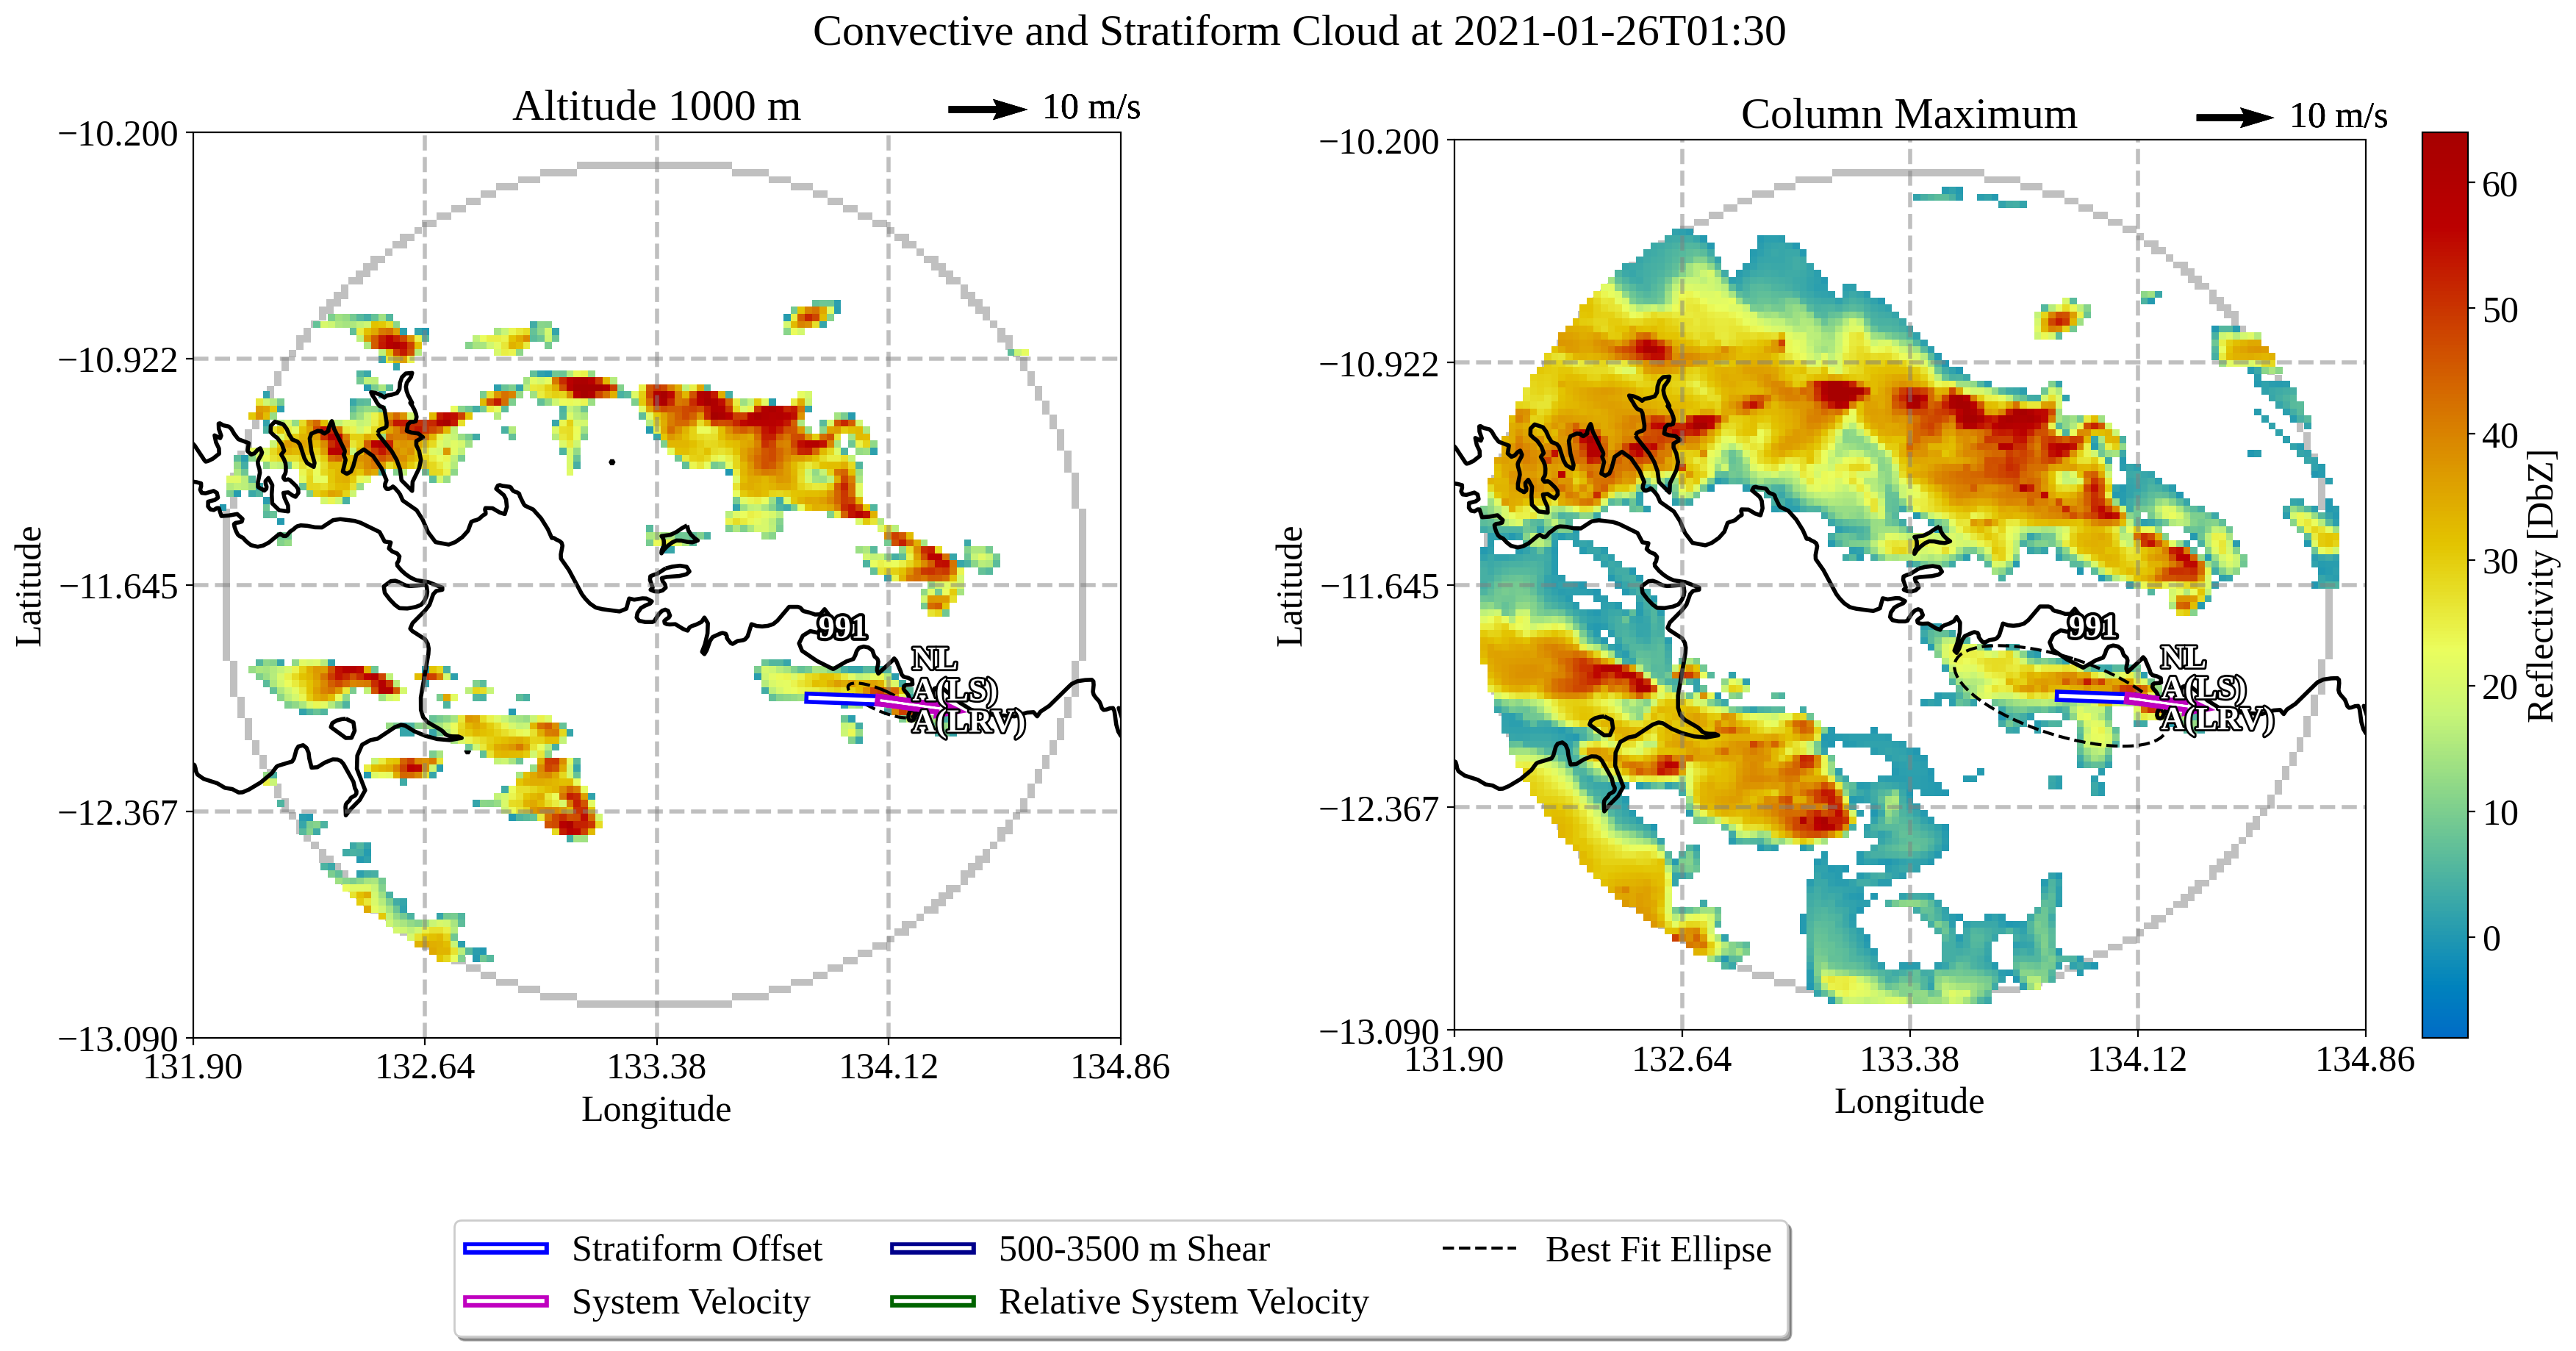 Convective and Stratiform Cloud at 2021-01-26T01:30
Altitude 1000 m
10 m/s
Column Maximum
10 m/s
−10.200
−10.922
−11.645
−12.367
−13.090
Latitude
131.90
132.64
133.38
134.12
134.86
Longitude
991
NL
A(LS)
A(LRV)
−10.200
−10.922
−11.645
−12.367
−13.090
Latitude
131.90
132.64
133.38
134.12
134.86
Longitude
991
NL
A(LS)
A(LRV)
60
50
40
30
20
10
0
Reflectivity [DbZ]
Stratiform Offset
System Velocity
500-3500 m Shear
Relative System Velocity
Best Fit Ellipse